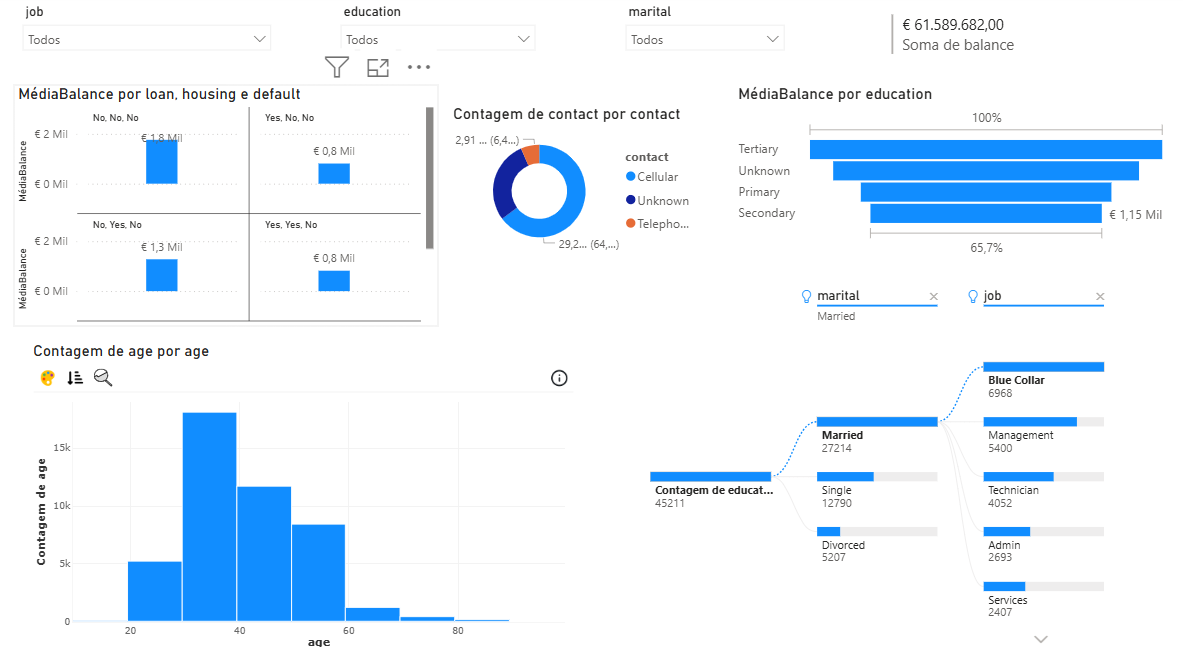 job
education
marital
Todos
Todos
Todos
€ 61.589.682,00
Soma de balance
MédiaBalance por loan, housing e default
MédiaBalance
€ 2 Mil
€ 0 Mil
No, No, No
€ 1,8 Mil
Yes, No, No
€ 0,8 Mil
MédiaBalance
€ 2 Mil
€ 0 Mil
No, Yes, No
€ 1,3 Mil
Yes, Yes, No
€ 0,8 Mil
Contagem de contact por contact
2,91 ... (6,4...)
29,2... (64,...)
contact
Cellular
Unknown
Telepho...
MédiaBalance por education
100%
Tertiary
Unknown
Primary
Secondary
€ 1,15 Mil
65,7%
Contagem de age por age
Contagem de age
15k
10k
5k
0
20
40
60
80
age
marital
Married
job
Contagem de educat...
45211
Married
27214
Single
12790
Divorced
5207
Blue Collar
6968
Management
5400
Technician
4052
Admin
2693
Services
2407